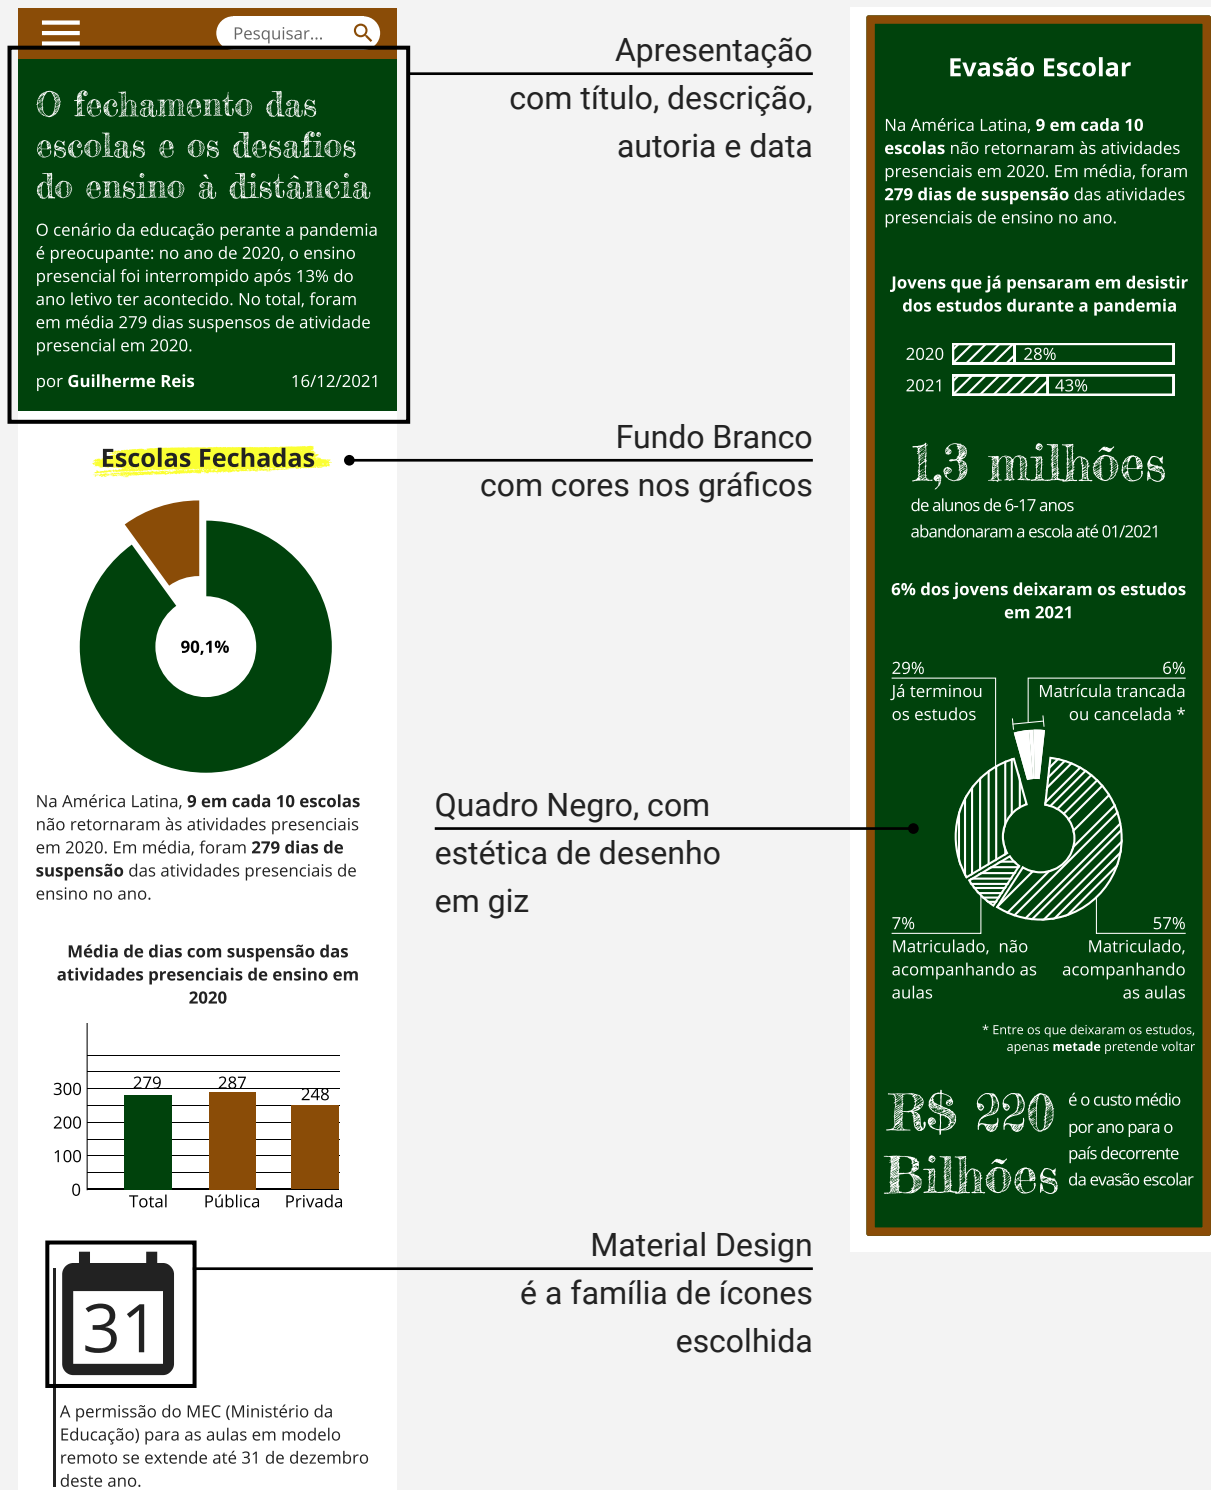 Pesquisar...
O fechamento das
escolas e os desafios
do ensino à distância
O cenário da educação perante a pandemia
é preocupante: no ano de 2020, o ensino
presencial foi interrompido após 13% do
ano letivo ter acontecido. No total, foram
em média 279 dias suspensos de atividade
presencial em 2020.
por Guilherme Reis 16/12/2021
Apresentação
com título, descrição,
autoria e data
Escolas Fechadas
Fundo Branco
com cores nos gráficos
90,1%
Na América Latina, 9 em cada 10 escolas
não retornaram às atividades presenciais
em 2020. Em média, foram 279 dias de
suspensão das atividades presenciais de
ensino no ano.
Quadro Negro, com
estética de desenho
em giz
Média de dias com suspensão das
atividades presenciais de ensino em
2020
300
200
100
0
279 287 248
Total Pública Privada
31
Material Design
é a família de ícones
escolhida
A permissão do MEC (Ministério da
Educação) para as aulas em modelo
remoto se extende até 31 de dezembro
deste ano.
Evasão Escolar
Na América Latina, 9 em cada 10
escolas não retornaram às atividades
presenciais em 2020. Em média, foram
279 dias de suspensão das atividades
presenciais de ensino no ano.
Jovens que já pensaram em desistir
dos estudos durante a pandemia
2020 28%
2021 43%
1,3 milhões
de alunos de 6-17 anos
abandonaram a escola até 01/2021
6% dos jovens deixaram os estudos
em 2021
29%
Já terminou
os estudos
6%
Matrícula trancada
ou cancelada *
7%
Matriculado, não
acompanhando as
aulas
57%
Matriculado,
acompanhando
as aulas
* Entre os que deixaram os estudos,
apenas metade pretende voltar
R$ 220
Bilhões
é o custo médio
por ano para o
país decorrente
da evasão escolar